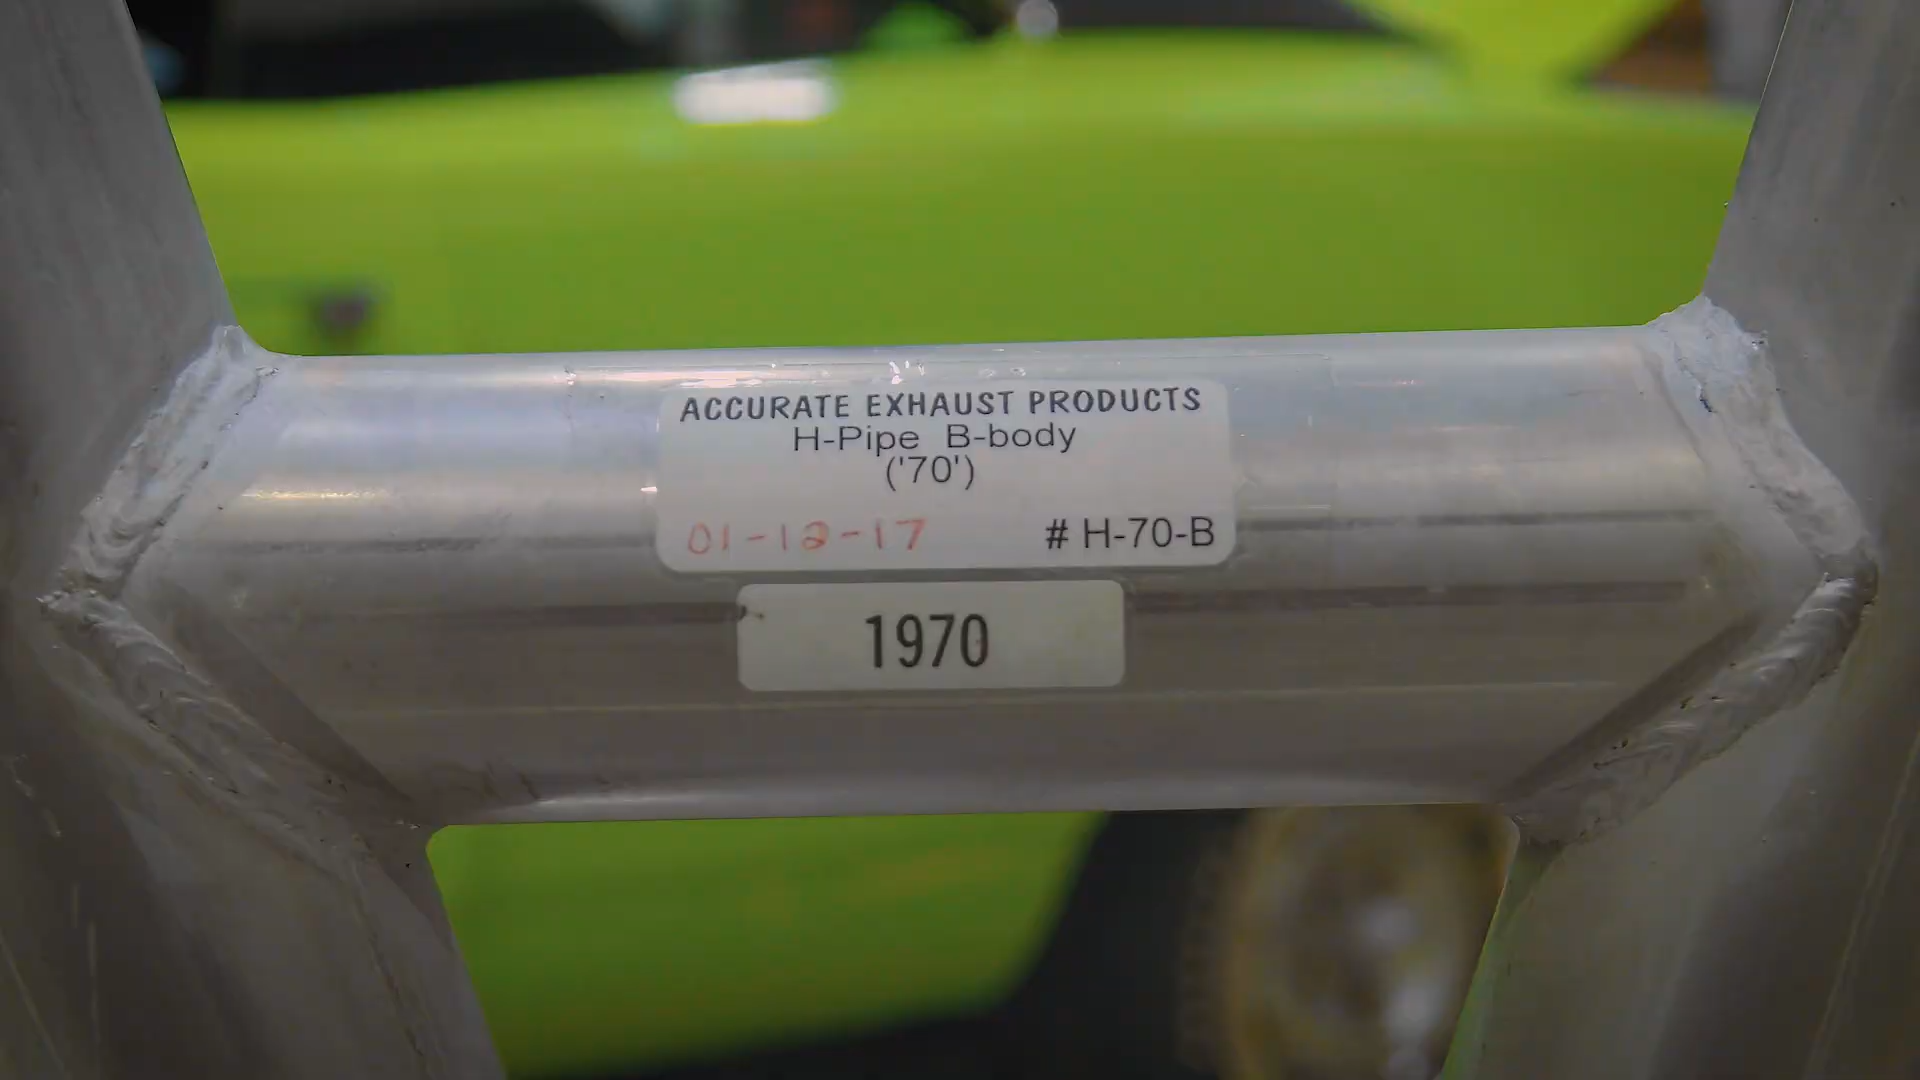 ACCURATE EXHAUST PRODUCTS
H-Pipe B-body
('70')
01-12-17 # H-70-B
1970